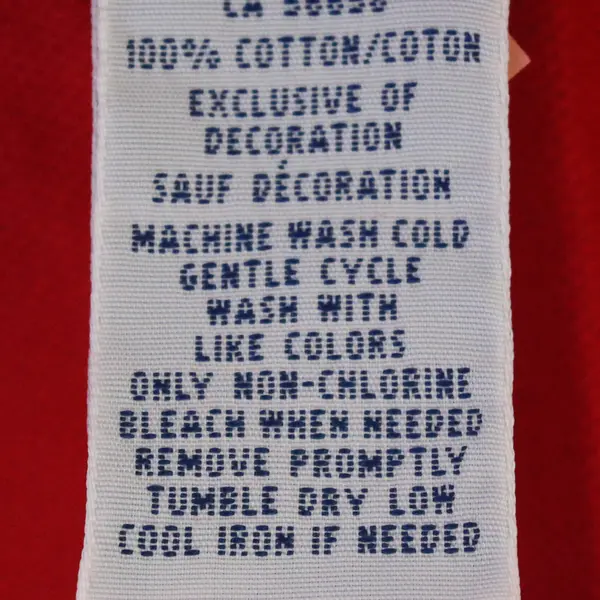 CA
100% COTTON/COTON
EXCLUSIVE OF
DECORATION
SAUF DÉCORATION
MACHINE WASH COLD
GENTLE CYCLE
WASH WITH
LIKE COLORS
ONLY NON-CHLORINE
BLEACH WHEN NEEDED
REMOVE PROMPTLY
TUMBLE DRY LOW
COOL IRON IF NEEDED